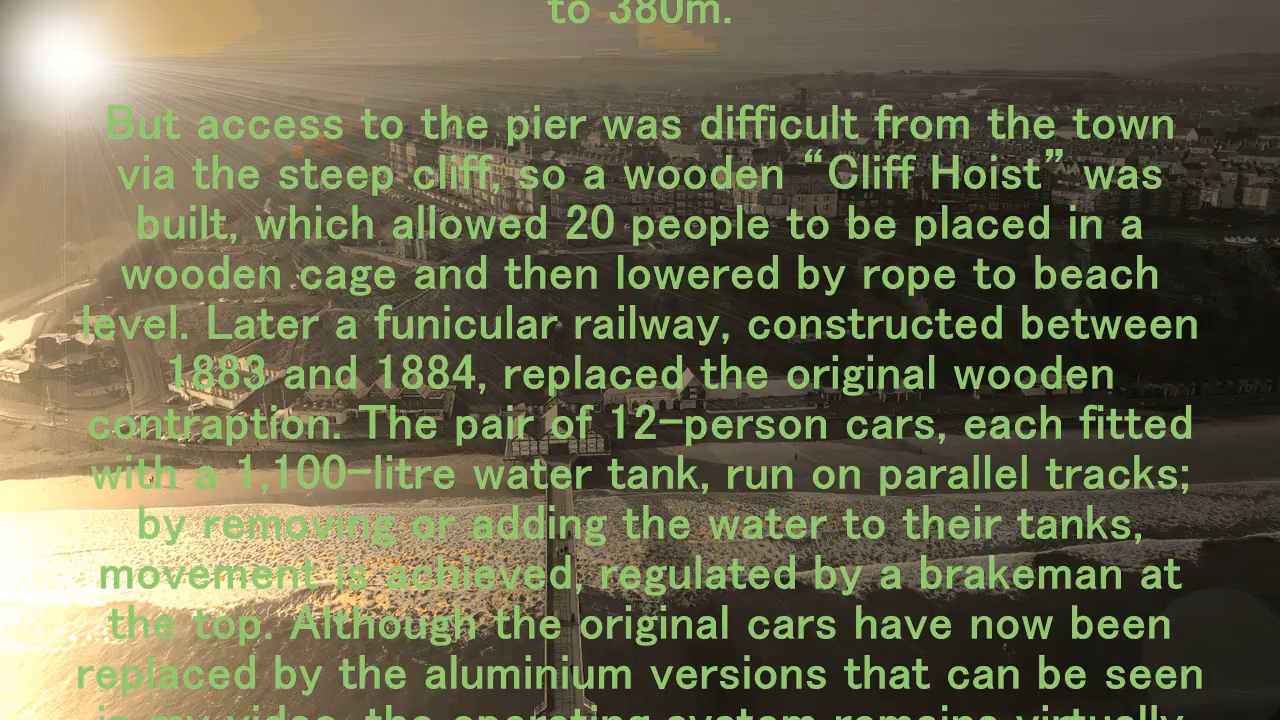 to 380m.
But access to the pier was difficult from the town
via the steep cliff, so a wooden “Cliff Hoist” was
built, which allowed 20 people to be placed in a
wooden cage and then lowered by rope to beach
level. Later a funicular railway, constructed between
1883 and 1884, replaced the original wooden
contraption. The pair of 12-person cars, each fitted
with a 1,100-litre water tank, run on parallel tracks;
by removing or adding the water to their tanks,
movement is achieved, regulated by a brakeman at
the top. Although the original cars have now been
replaced by the aluminium versions that can be seen
in my video, the operating system remains virtually